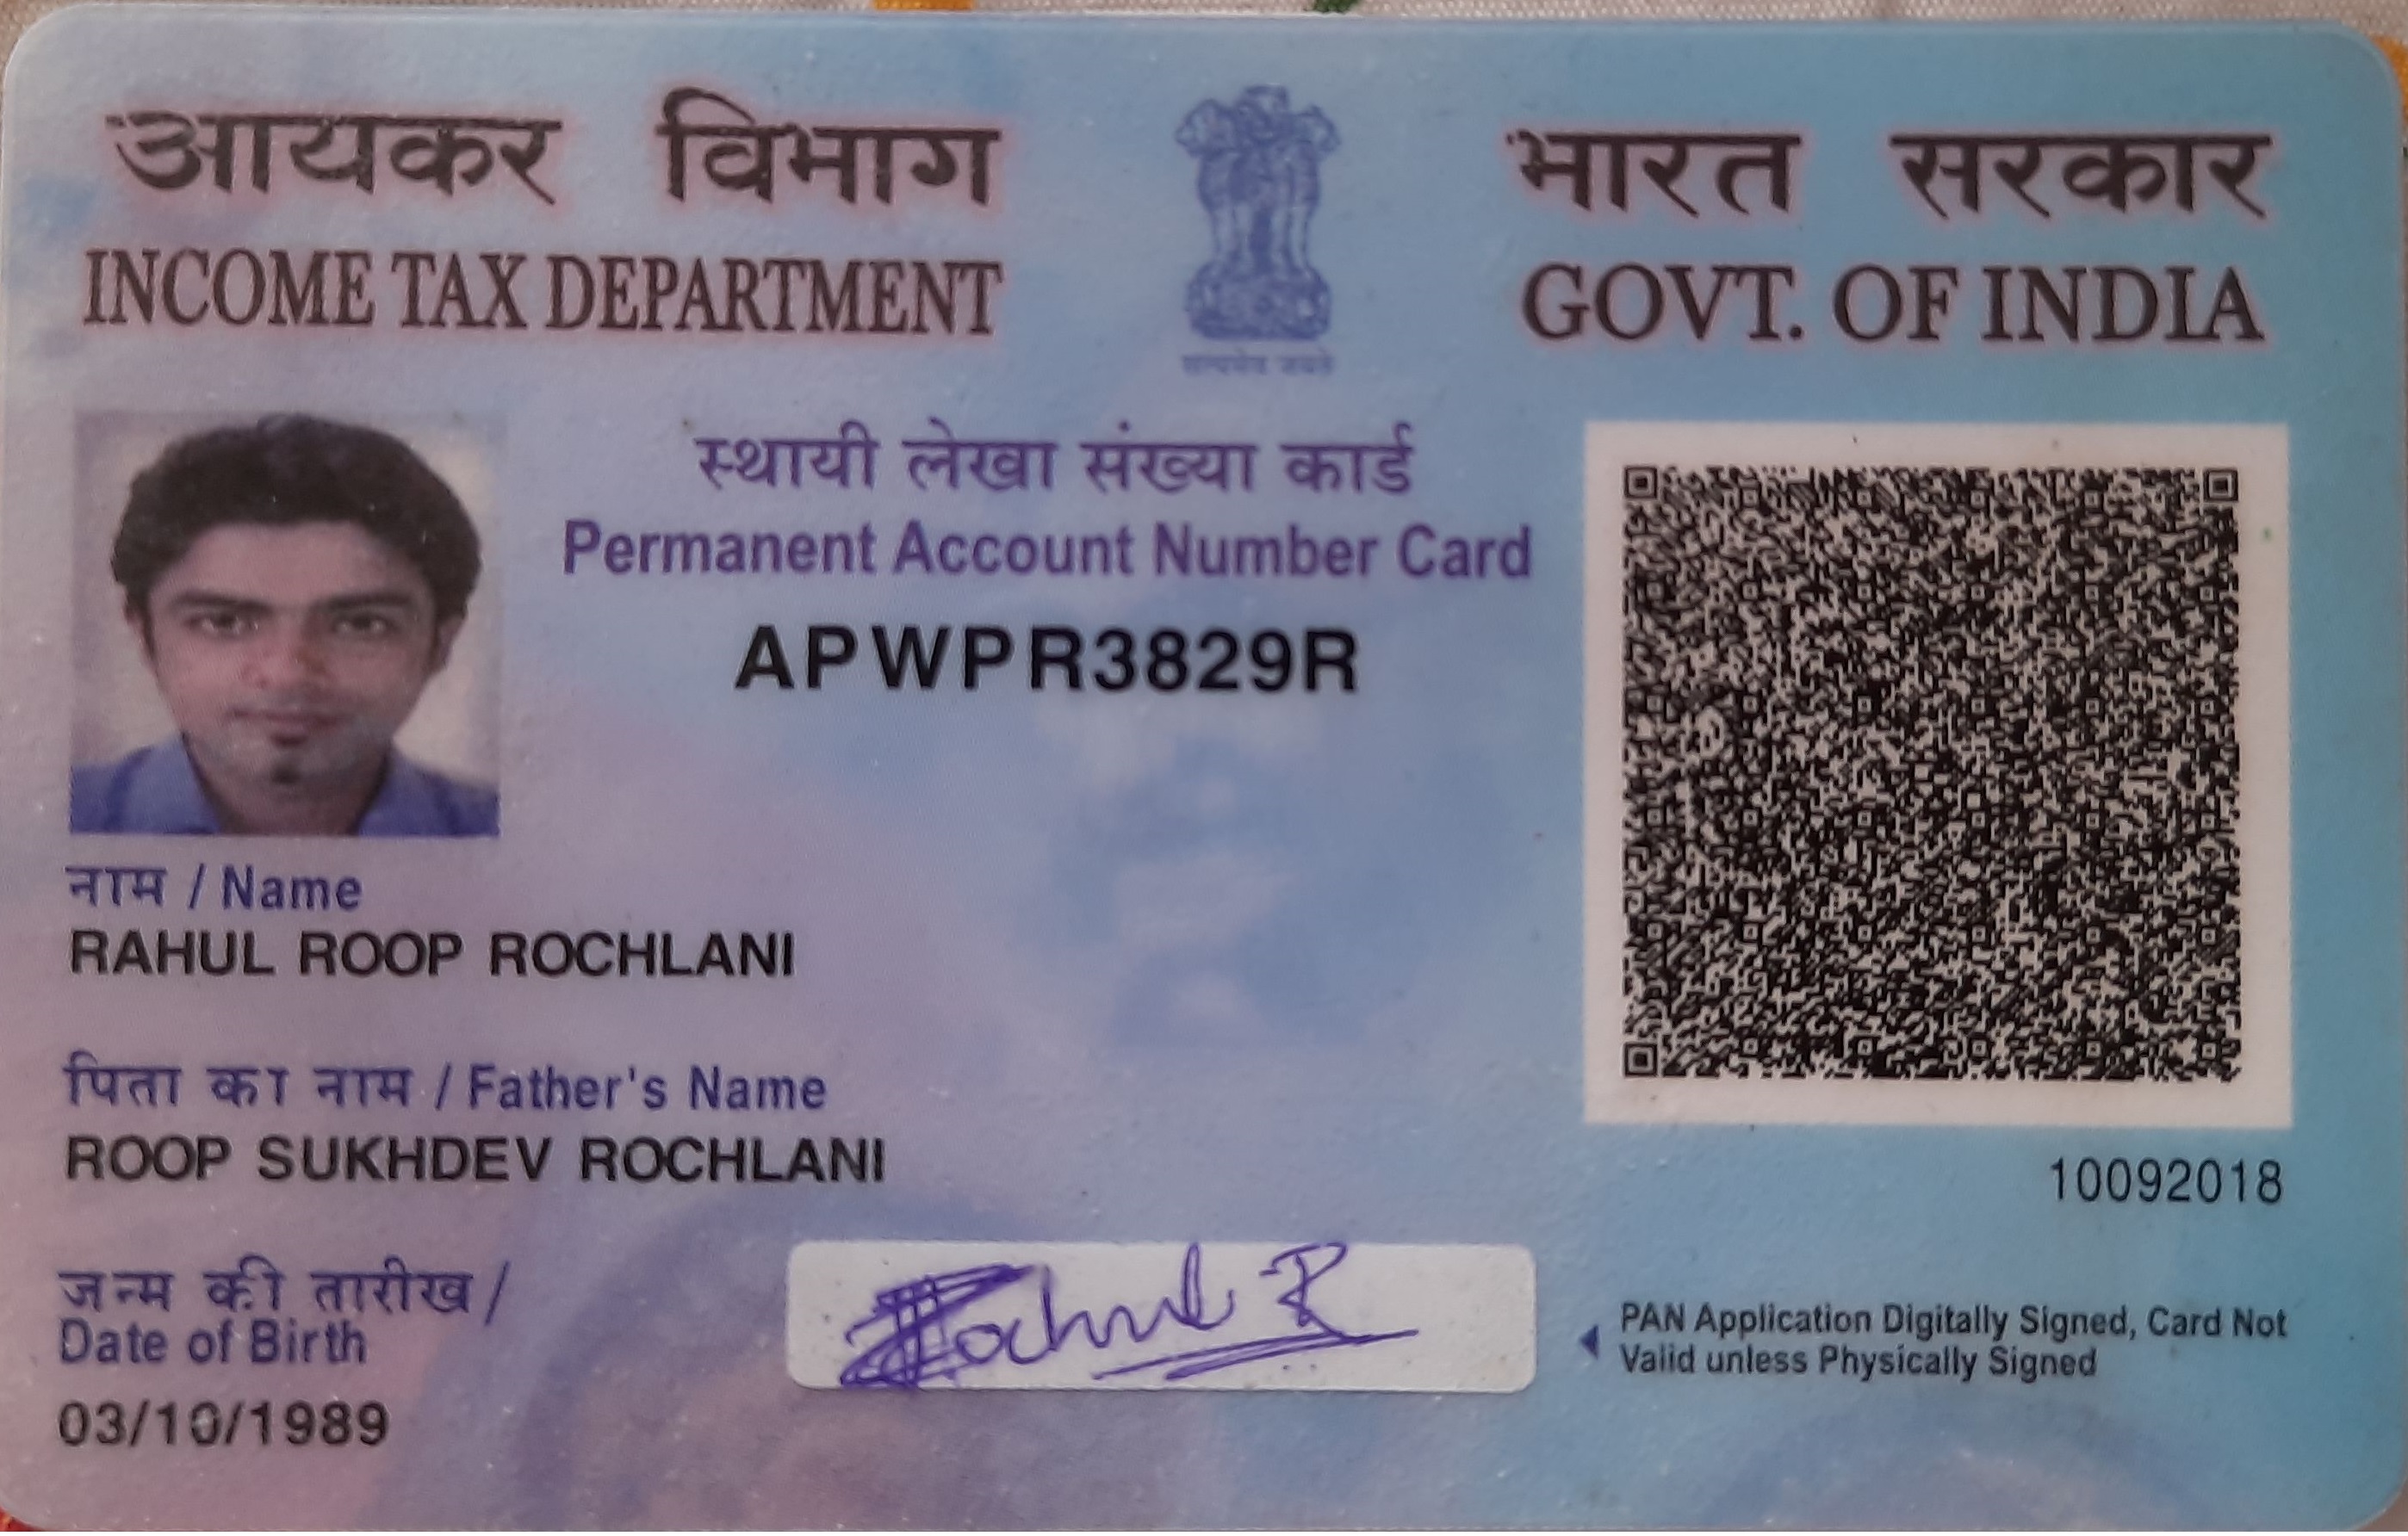 आयकर विभाग
INCOME TAX DEPARTMENT
सत्यमेव जयते
भारत सरकार
GOVT. OF INDIA
स्थायी लेखा संख्या कार्ड
Permanent Account Number Card
APWPR3829R
नाम / Name
RAHUL ROOP ROCHLANI
पिता का नाम / Father's Name
ROOP SUKHDEV ROCHLANI
10092018
जन्म की तारीख /
Date of Birth
03/10/1989
Rahul R
PAN Application Digitally Signed, Card Not
Valid unless Physically Signed